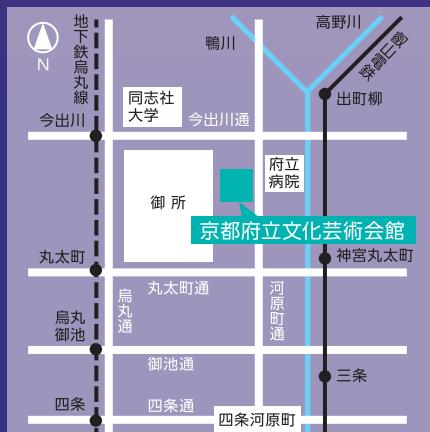 地下鉄烏丸線
鴨川
高野川
叡山電鉄
N
同志社
大学
今出川
今出川通
出町柳
府立
病院
御所
京都府立文化芸術会館
丸太町
神宮丸太町
丸太町通
烏丸通
河原町通
烏丸
御池
御池通
三条
四条
四条通
四条河原町